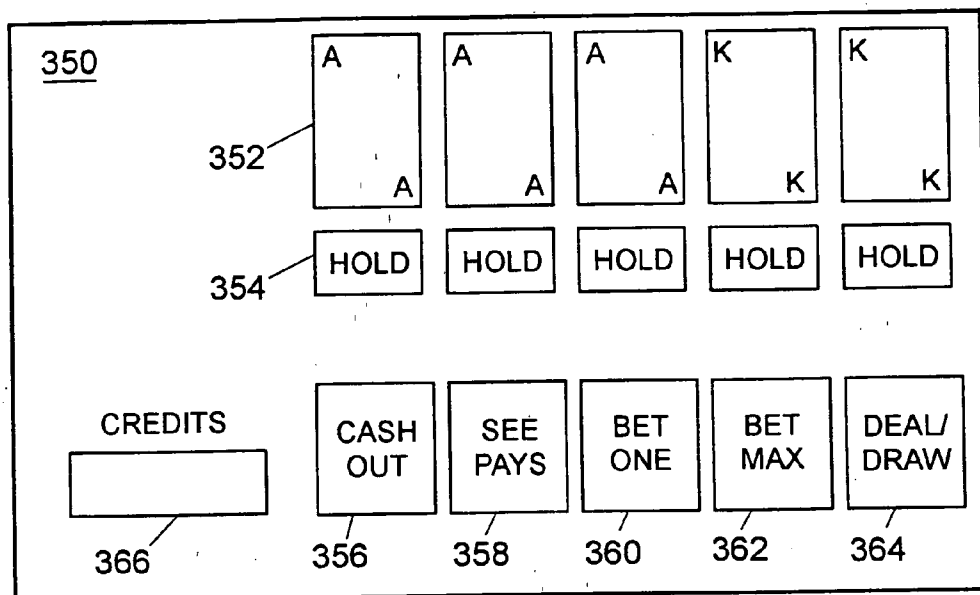 350
A A A K K
352
A A A K K
HOLD HOLD HOLD HOLD HOLD
354
CREDITS
CASH OUT
SEE PAYS
BET ONE
BET MAX
DEAL/ DRAW
366 356 358 360 362 364